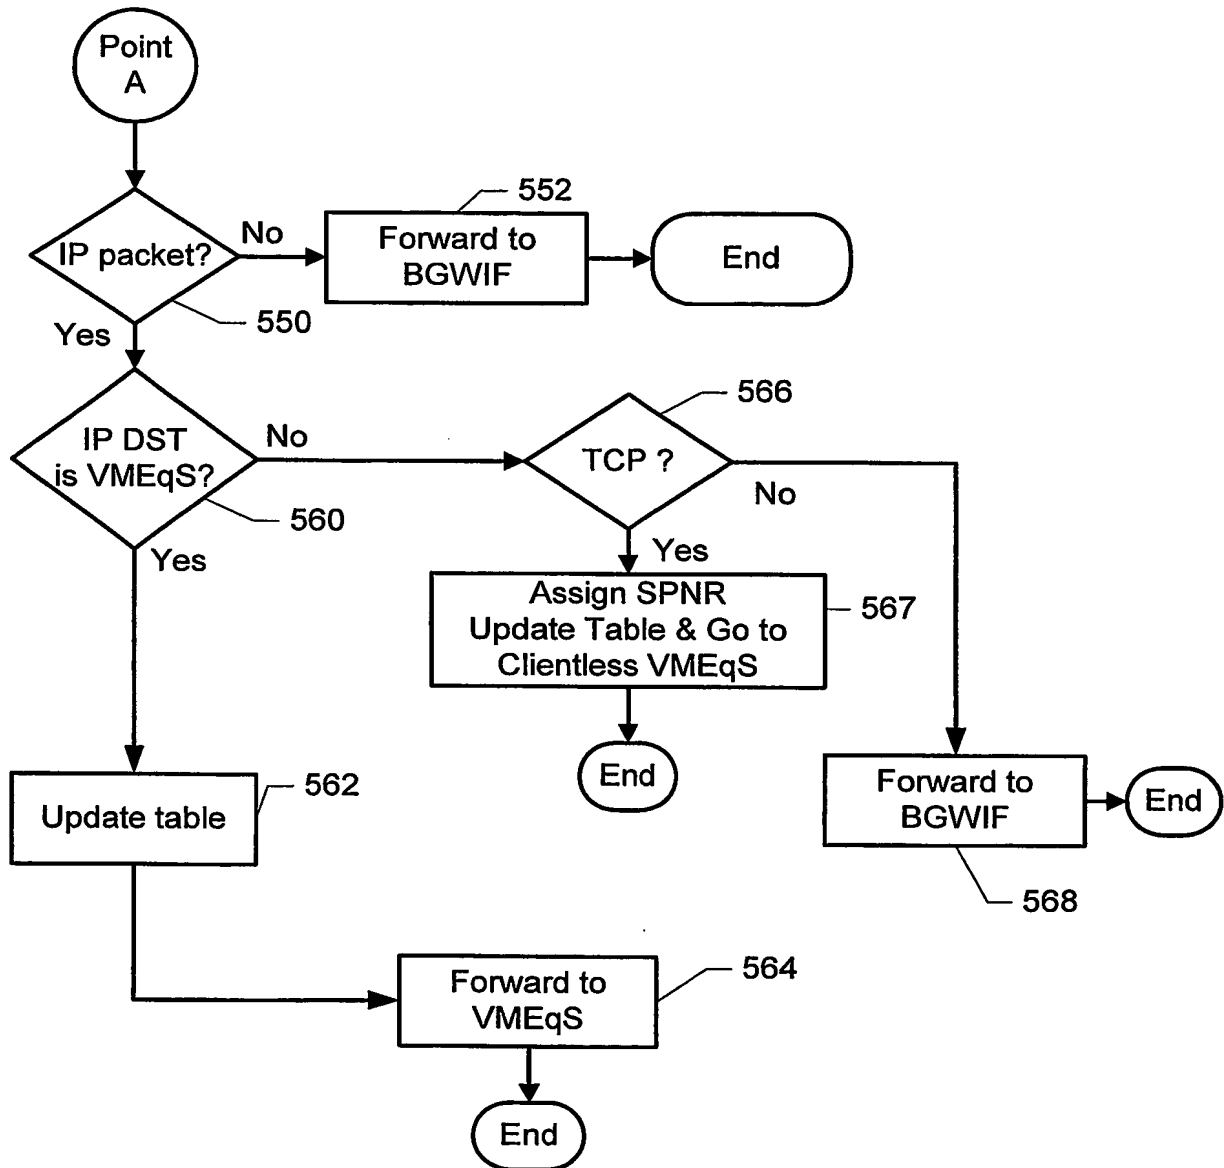 Point
A
552
IP packet?
No
Forward to
BGWIF
End
550
Yes
566
IP DST
is VMEqS?
No
TCP ?
No
560
Yes
Yes
Assign SPNR
Update Table & Go to
Clientless VMEqS
567
End
562
Update table
Forward to
BGWIF
End
568
564
Forward to
VMEqS
End